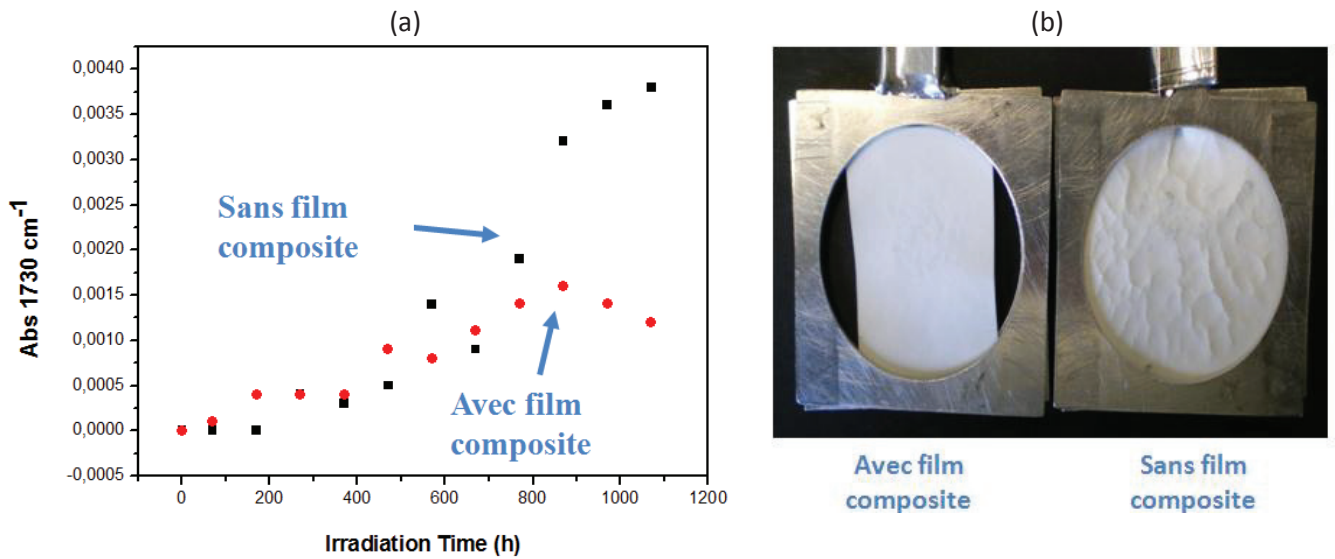 (a)
0,0040
0,0035
0,0030
0,0025
0,0020
0,0015
0,0010
0,0005
0,0000
-0,0005
Abs 1730 cm-1
Sans film
composite
Avec film
composite
0
200
400
600
800
1000
1200
Irradiation Time (h)
(b)
Avec film
composite
Sans film
composite